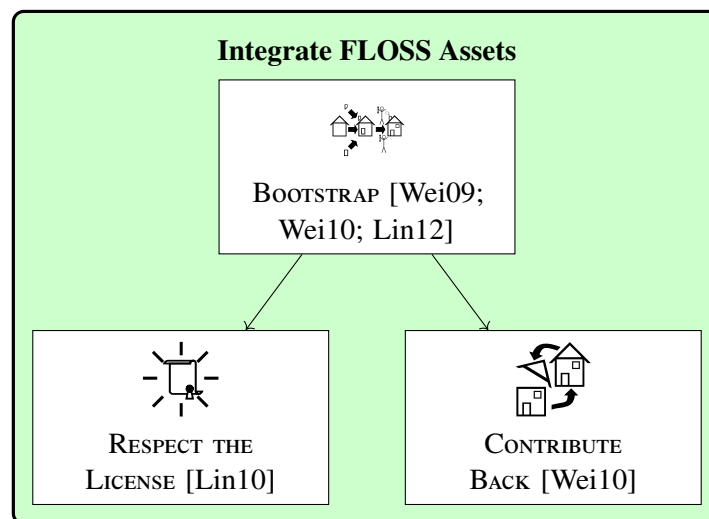 Integrate FLOSS Assets
BOOTSTRAP [Wei09;
Wei10; Lin12]
RESPECT THE
LICENSE [Lin10]
CONTRIBUTE
BACK [Wei10]